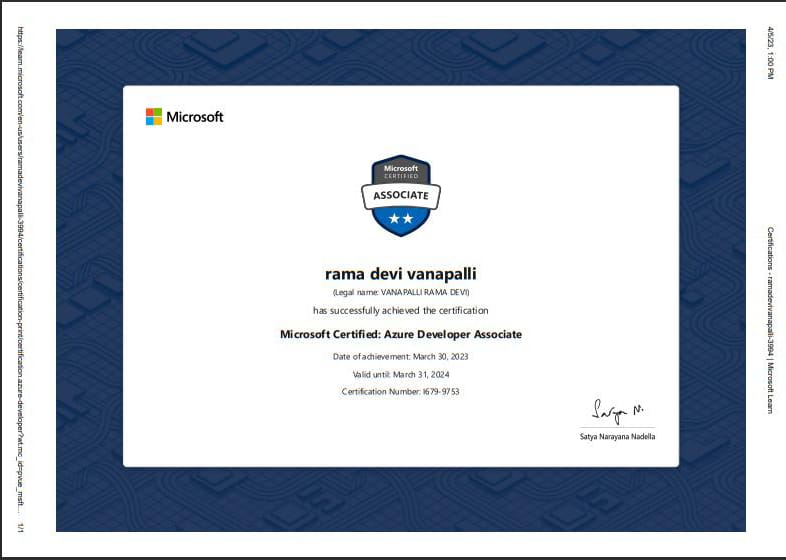 4/5/23, 1:00 PM
Certifications - ramadevivanapalli-3994 | Microsoft Learn
Microsoft
Microsoft
CERTIFIED
ASSOCIATE
rama devi vanapalli
(Legal name: VANAPALLI RAMA DEVI)
has successfully achieved the certification
Microsoft Certified: Azure Developer Associate
Date of achievement: March 30, 2023
Valid until: March 31, 2024
Certification Number: I679-9753
Satya N.
Satya Narayana Nadella
https://learn.microsoft.com/en-us/users/ramadevivanapalli-3994/certifications/certification-print/certification.azure-developer?wt.mc_id=pvue_msft…
1/1